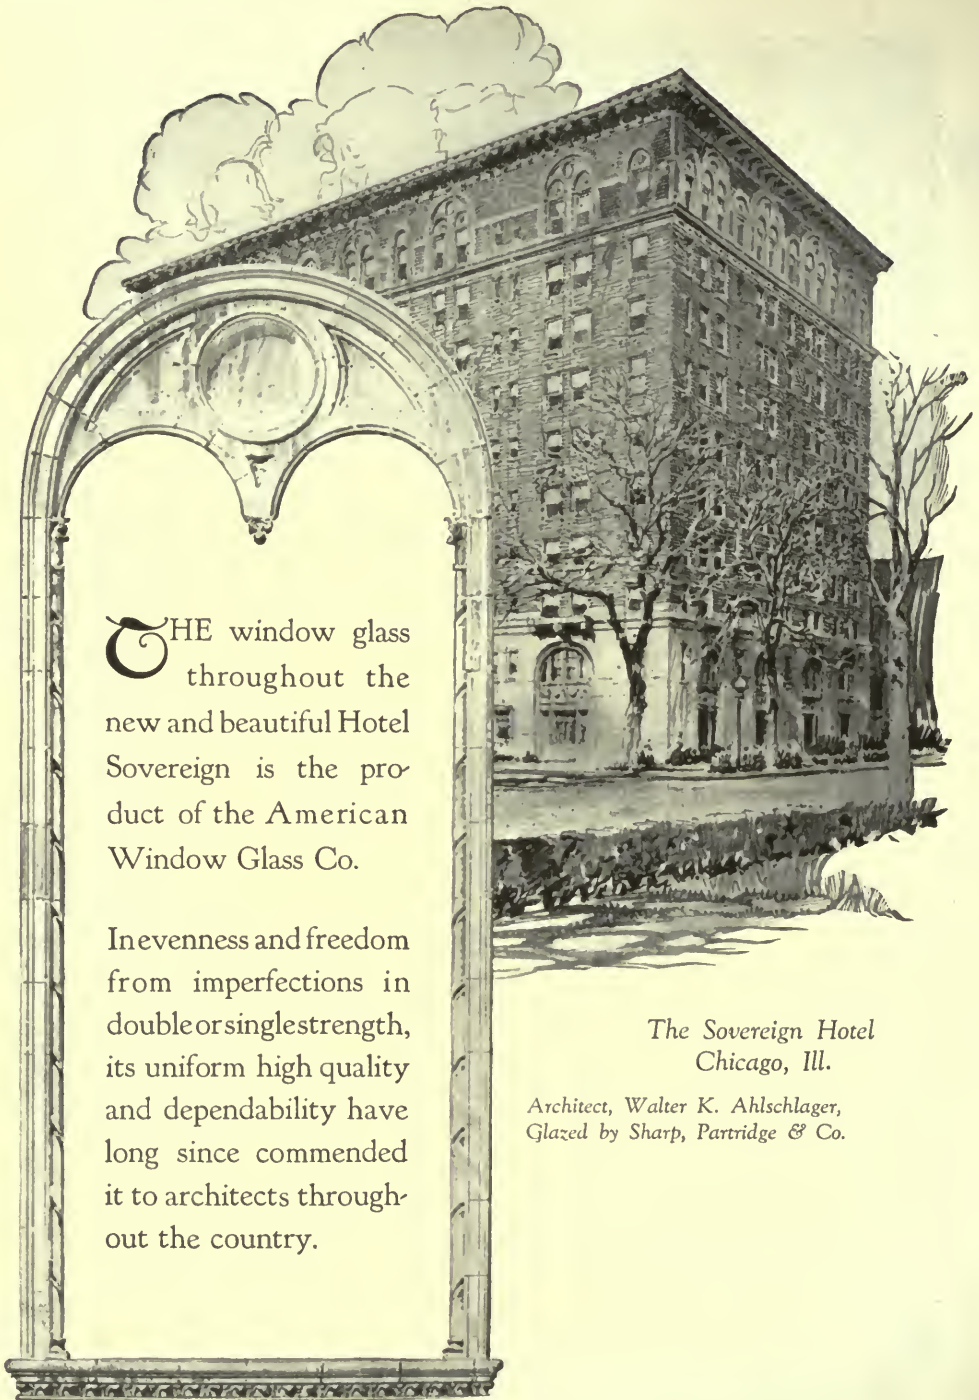 THE window glass
throughout the
new and beautiful Hotel
Sovereign is the pro-
duct of the American
Window Glass Co.
In evenness and freedom
from imperfections in
double or single strength,
its uniform high quality
and dependability have
long since commended
it to architects through-
out the country.
The Sovereign Hotel
Chicago, Ill.
Architect, Walter K. Ahlschlager,
Glazed by Sharp, Partridge & Co.